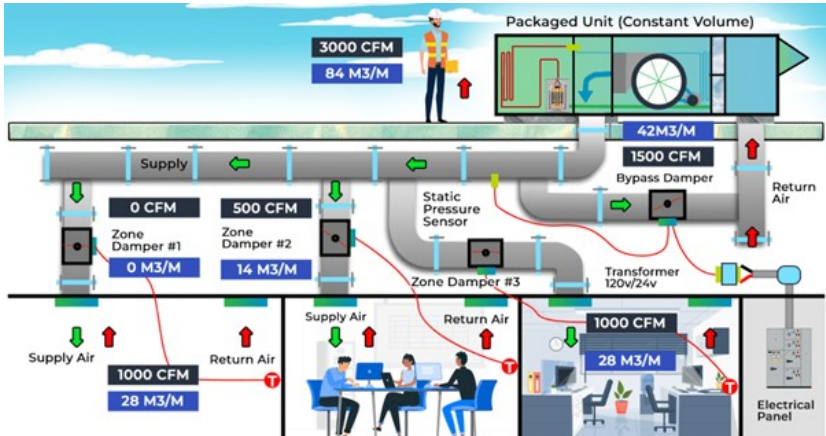 Packaged Unit (Constant Volume)
3000 CFM
84 M3/M
42M3/M
1500 CFM
Bypass Damper
Supply
Static
Pressure
Sensor
Return
Air
0 CFM
Zone
Damper #1
0 M3/M
500 CFM
Zone
Damper #2
14 M3/M
Zone Damper #3
Transformer
120v/24v
Supply Air
Return Air
1000 CFM
28 M3/M
T
Supply Air
Return Air
T
1000 CFM
28 M3/M
T
Electrical
Panel